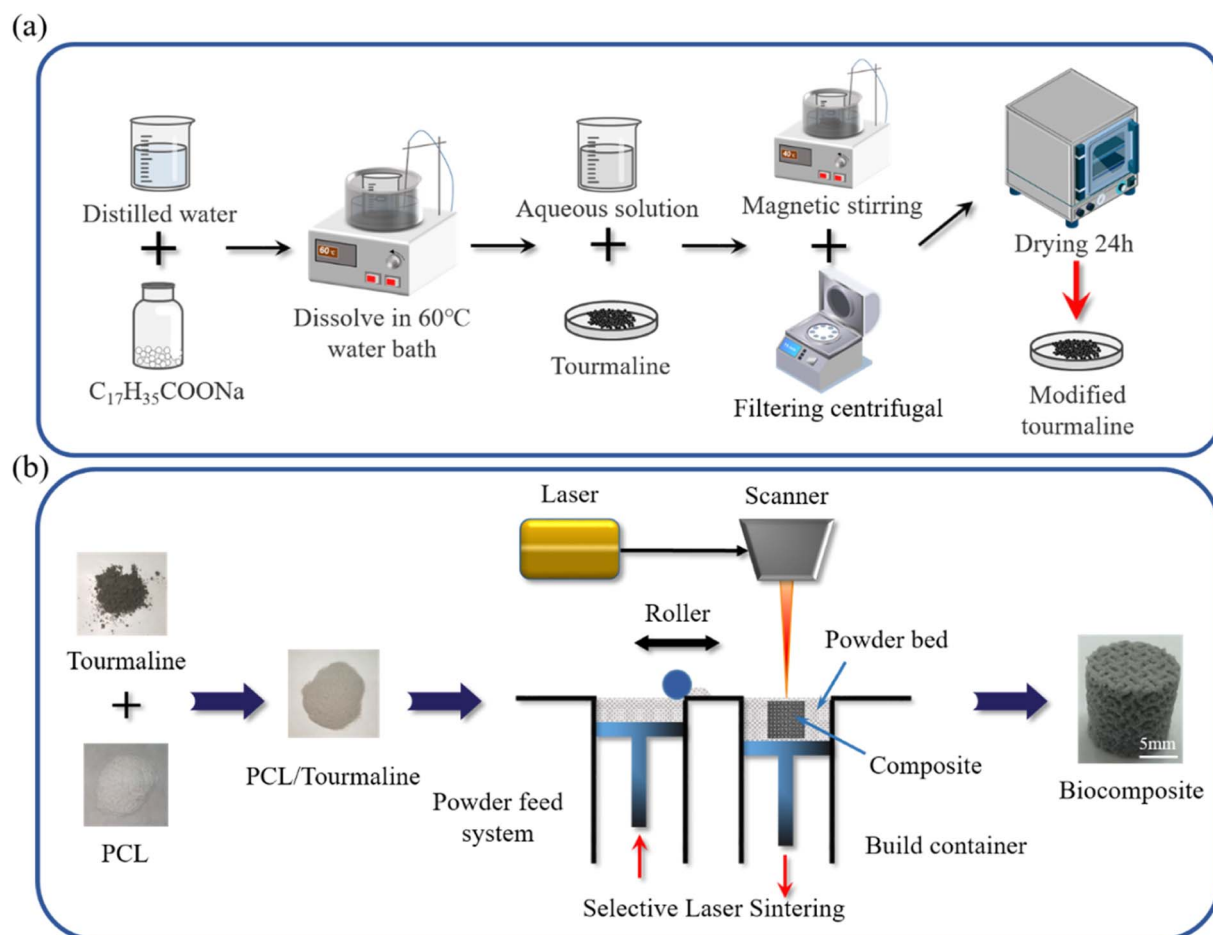 (a)
Distilled water
C₁₇H₃₅COONa
60℃
Dissolve in 60℃
water bath
Aqueous solution
Tourmaline
40℃
Magnetic stirring
Filtering centrifugal
Drying 24h
Modified
tourmaline
(b)
Tourmaline
PCL
PCL/Tourmaline
Laser
Scanner
Roller
Powder bed
Composite
Powder feed
system
Build container
Selective Laser Sintering
5mm
Biocomposite